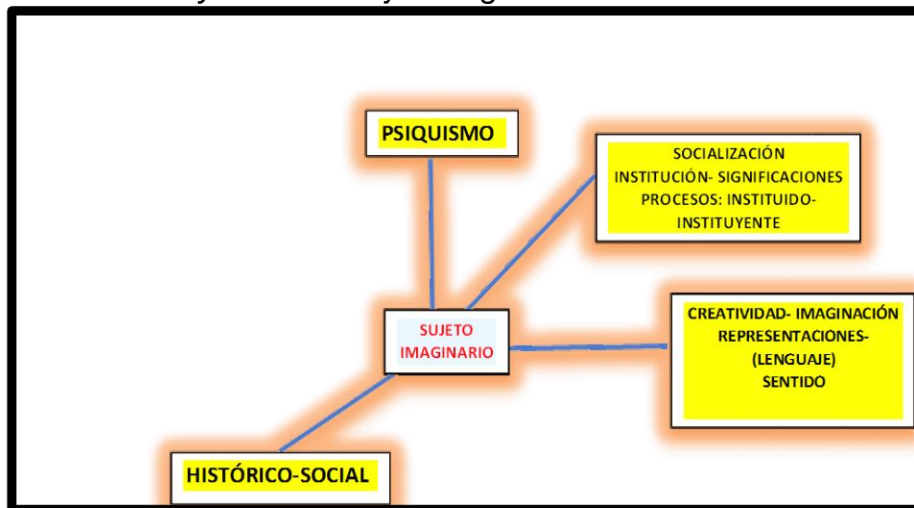 PSIQUISMO
SOCIALIZACIÓN
INSTITUCIÓN- SIGNIFICACIONES
PROCESOS: INSTITUIDO-
INSTITUYENTE
CREATIVIDAD- IMAGINACIÓN
REPRESENTACIONES-
(LENGUAJE)
SENTIDO
SUJETO
IMAGINARIO
HISTÓRICO-SOCIAL